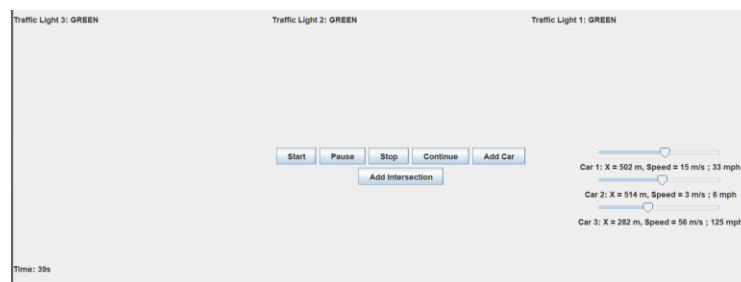 Traffic Light 3: GREEN Traffic Light 2: GREEN Traffic Light 1: GREEN
Start Pause Stop Continue Add Car
Add Intersection
Car 1: X = 502 m, Speed = 15 m/s ; 33 mph
Car 2: X = 514 m, Speed = 3 m/s ; 6 mph
Car 3: X = 282 m, Speed = 56 m/s ; 125 mph
Time: 39s